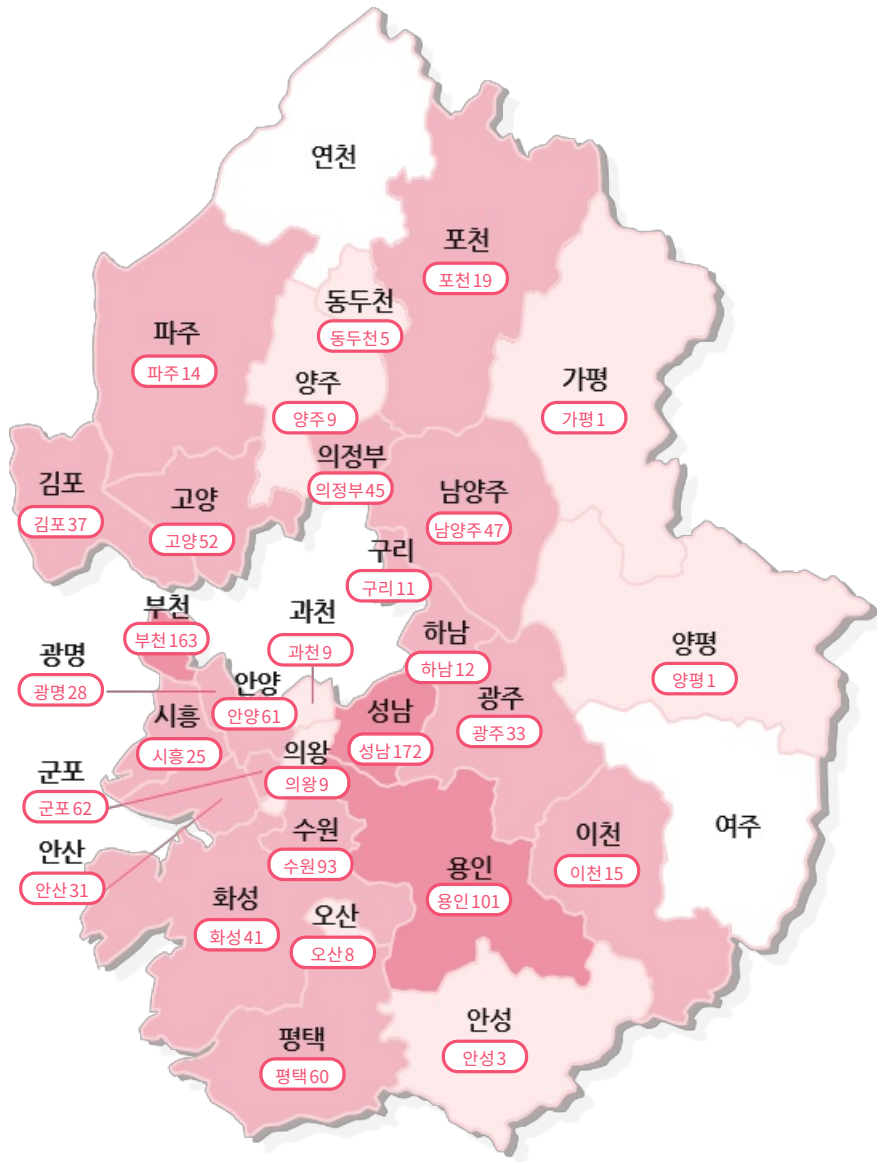 연천
포천
포천19
동두천
동두천5
파주
파주14
양주
양주9
가평
가평1
의정부
의정부45
김포
김포37
고양
고양52
남양주
남양주47
구리
구리11
부천
부천163
과천
과천9
하남
하남12
양평
양평1
광명
광명28
안양
안양61
시흥
시흥25
성남
성남172
광주
광주33
의왕
의왕9
군포
군포62
수원
수원93
이천
이천15
여주
안산
안산31
용인
용인101
화성
화성41
오산
오산8
안성
안성3
평택
평택60